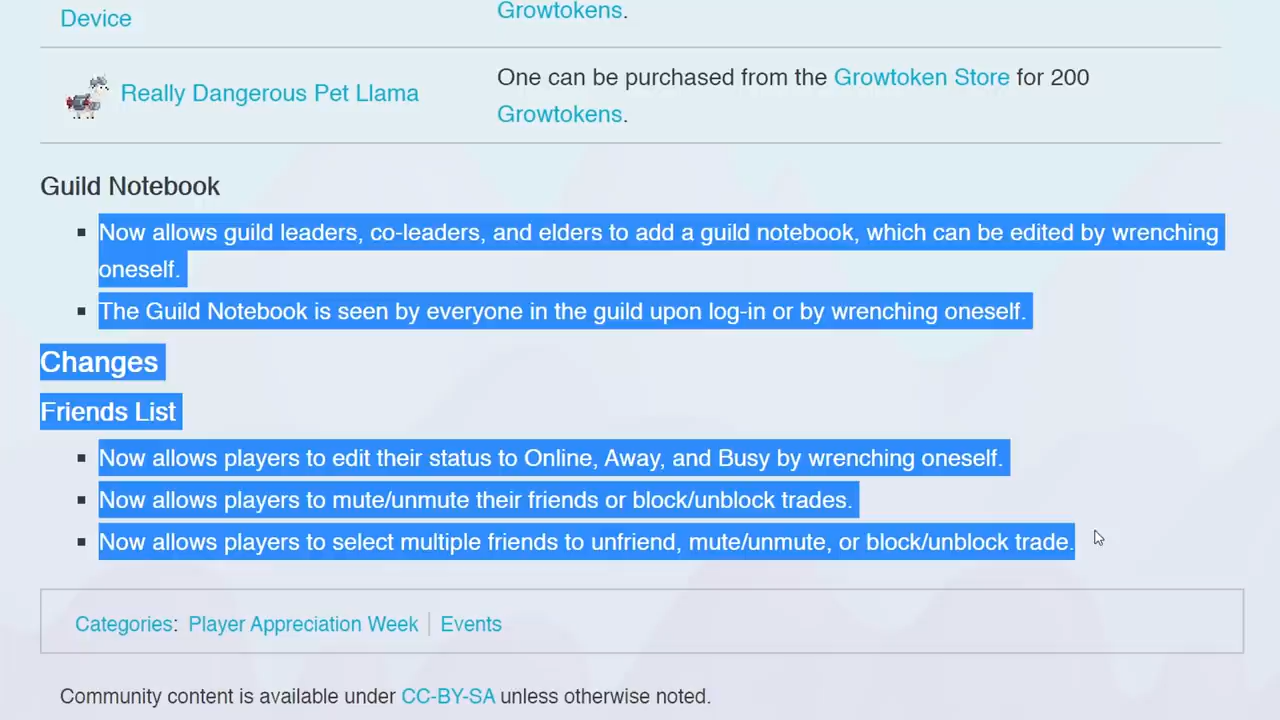 Device
Growtokens.
Really Dangerous Pet Llama
One can be purchased from the Growtoken Store for 200
Growtokens.
Guild Notebook
Now allows guild leaders, co-leaders, and elders to add a guild notebook, which can be edited by wrenching
oneself.
The Guild Notebook is seen by everyone in the guild upon log-in or by wrenching oneself.
Changes
Friends List
Now allows players to edit their status to Online, Away, and Busy by wrenching oneself.
Now allows players to mute/unmute their friends or block/unblock trades.
Now allows players to select multiple friends to unfriend, mute/unmute, or block/unblock trade.
Categories: Player Appreciation Week | Events
Community content is available under CC-BY-SA unless otherwise noted.